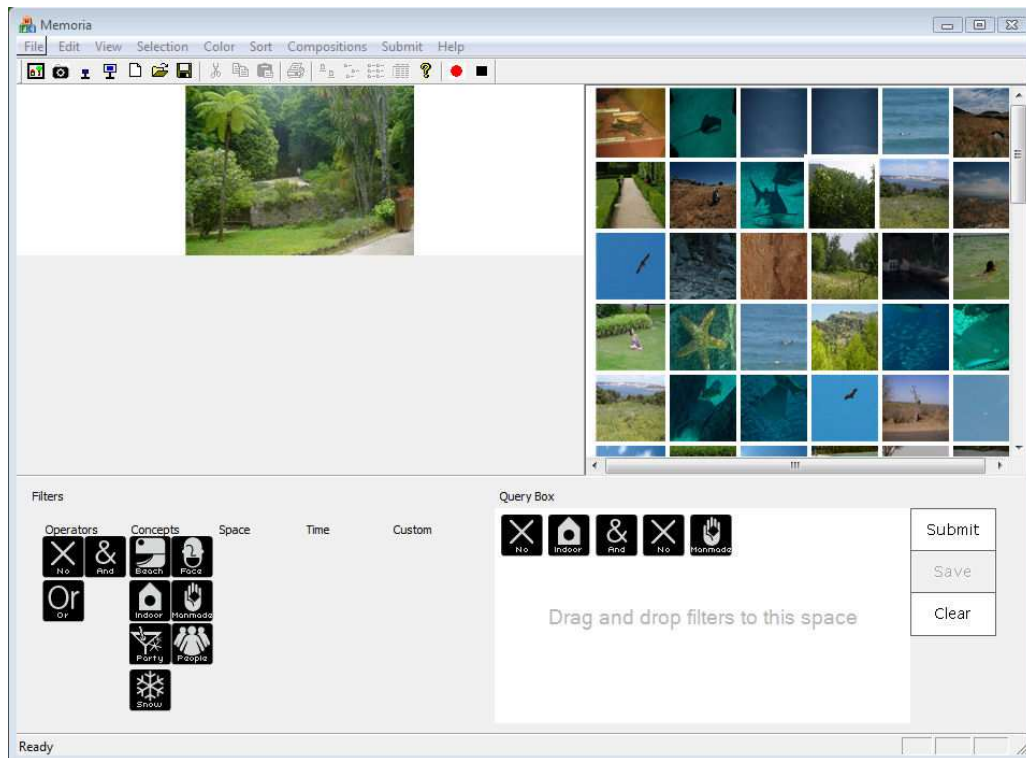 Memoria
File Edit View Selection Color Sort Compositions Submit Help
Filters
Query Box
Operators Concepts Space Time Custom
No And Beach Face
Or Or Indoor Manmade
Party People
Snow
No Indoor & And No Manmade
Drag and drop filters to this space
Submit
Save
Clear
Ready